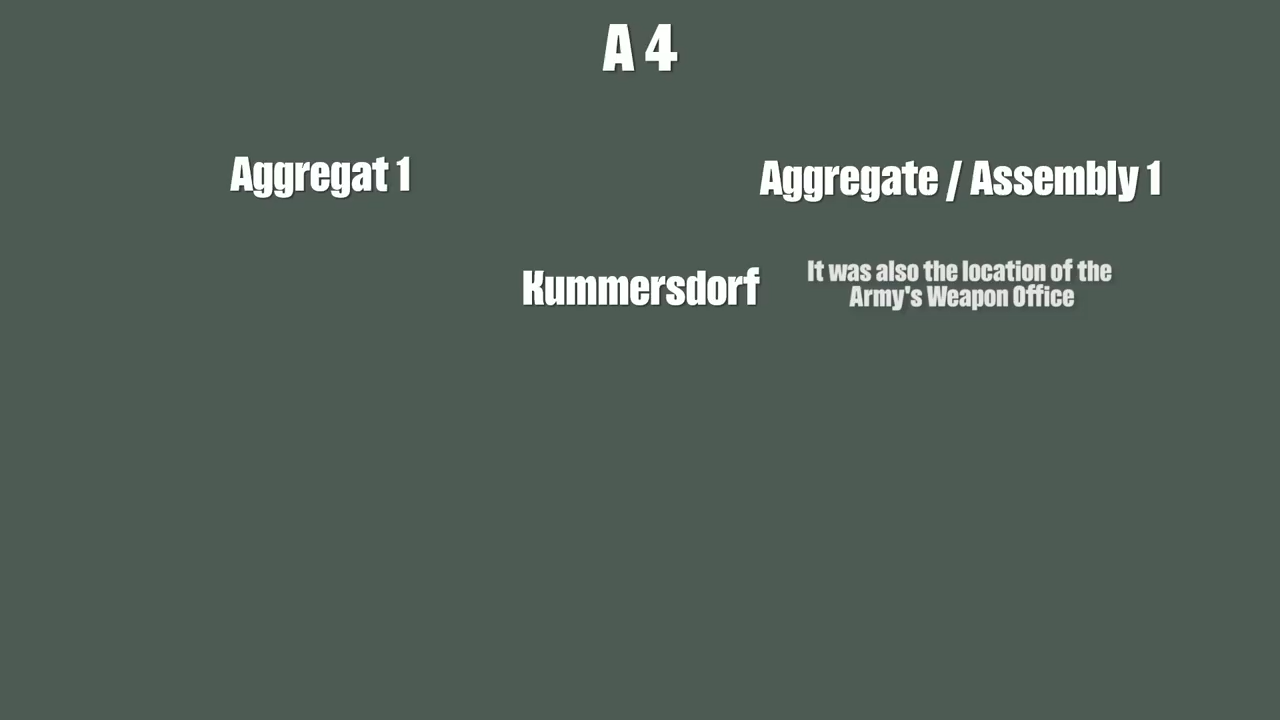 A 4
Aggregat 1
Aggregate / Assembly 1
Kummersdorf
It was also the location of the
Army's Weapon Office